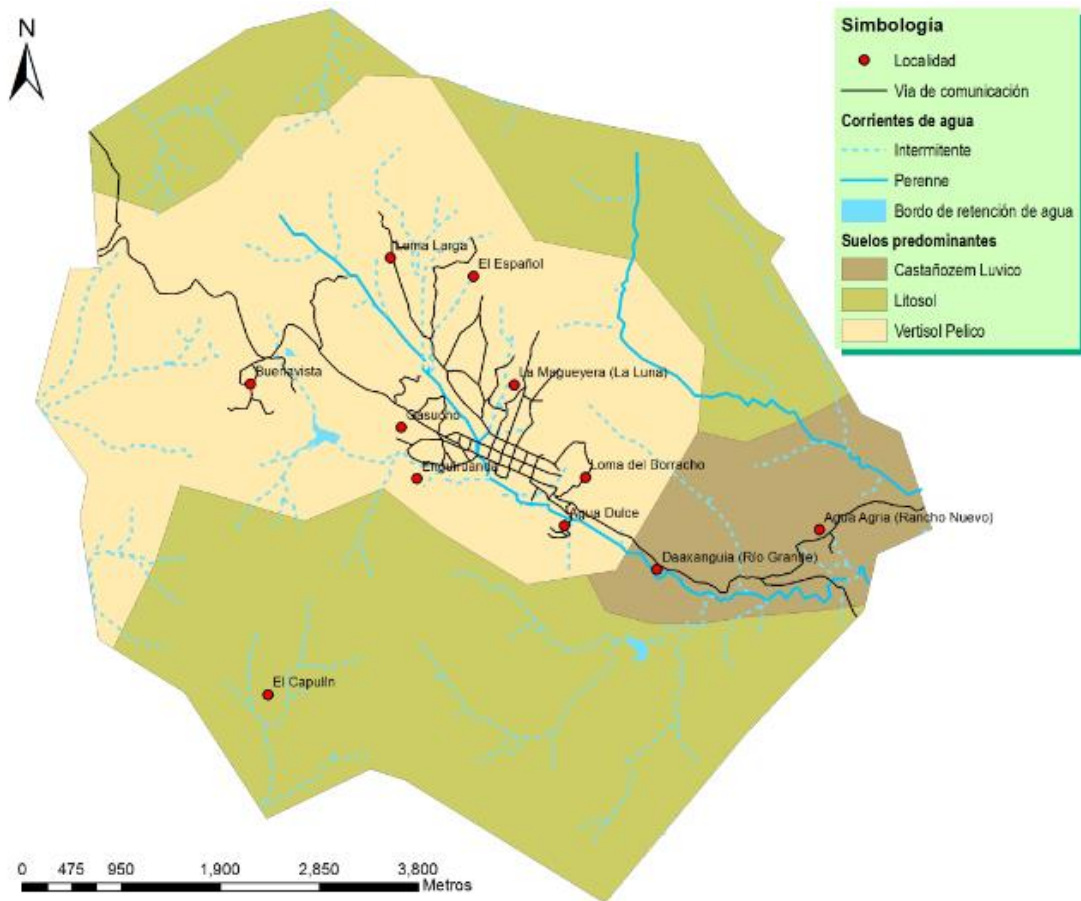 N
Simbología
Localidad
Vía de comunicación
Corrientes de agua
Intermitente
Perenne
Bordo de retención de agua
Suelos predominantes
Castañozem Luvico
Litosol
Vertisol Pelico
Loma Larga
El Español
Buenavista
La Magueyera (La Luna)
Gasucho
Enguiruanda
Loma del Borracho
Agua Dulce
Agua Agria (Rancho Nuevo)
Daaxanguia (Río Grande)
El Capulín
0 475 950 1,900 2,850 3,800
Metros